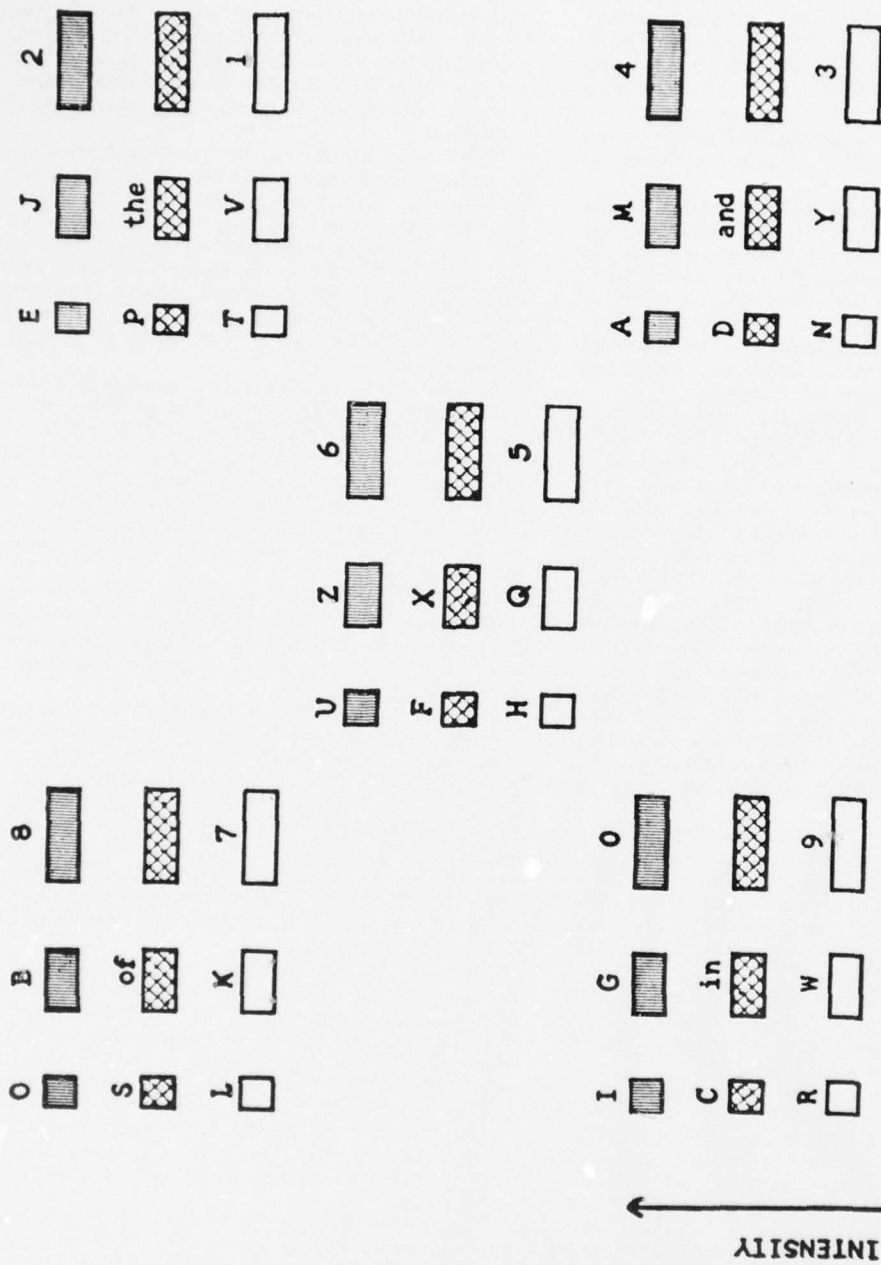 O B 8 E J 2
S of P the
L K 7 T V 1
U Z 6
F X
H Q 5
I G 0 A M 4
C in D and
R W 9 N Y 3
INTENSITY